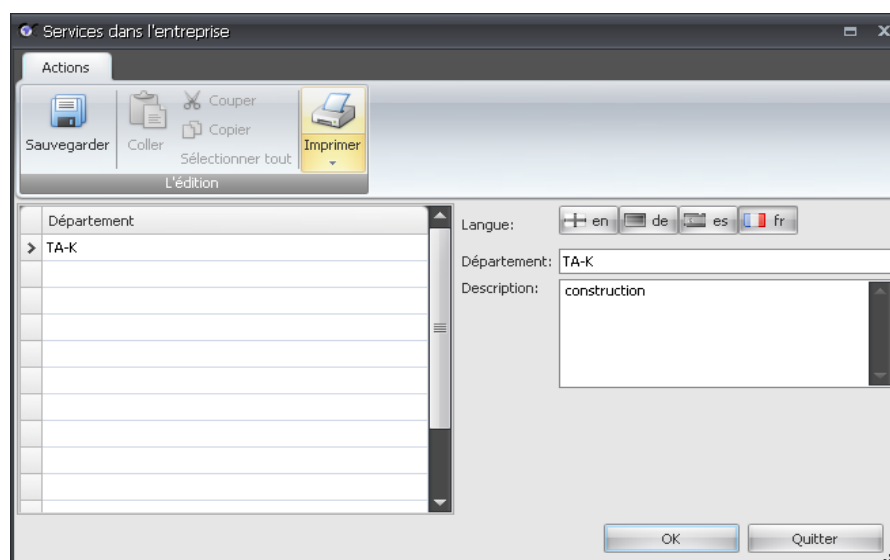 Services dans l'entreprise
Actions
Sauvegarder
Coller
Couper
Copier
Sélectionner tout
Imprimer
L'édition
Département
TA-K
Langue:
en de es fr
Département: TA-K
Description: construction
OK
Quitter